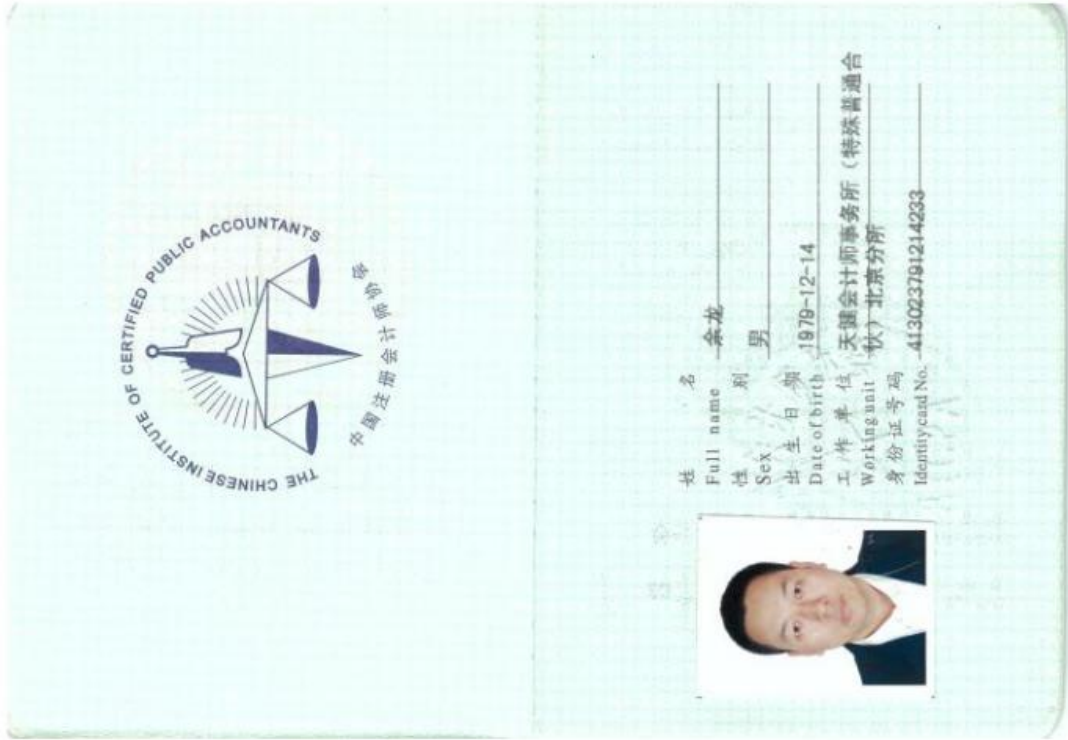 THE CHINESE INSTITUTE OF CERTIFIED PUBLIC ACCOUNTANTS
中国注册会计师协会
姓 名
Full name 余龙
性 别
Sex 男
出 生 日 期
Date of birth 1979-12-14
工 作 单 位 天健会计师事务所（特殊普通合
Working unit 伙）北京分所
身 份 证 号 码
Identity card No. 413023791214233